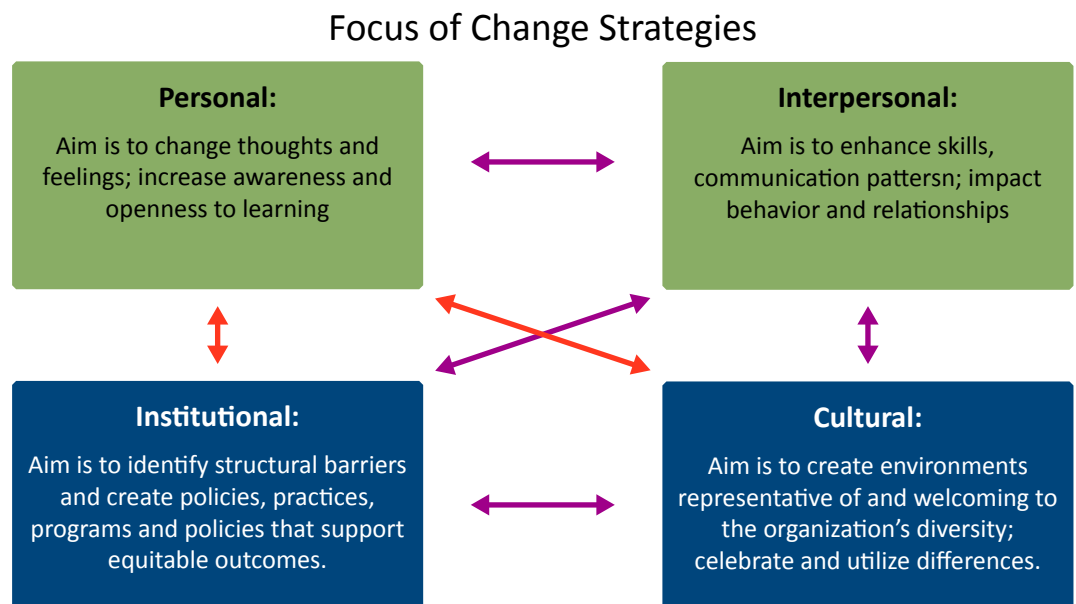 Focus of Change Strategies
Personal:
Aim is to change thoughts and
feelings; increase awareness and
openness to learning
Interpersonal:
Aim is to enhance skills,
communication pattersn; impact
behavior and relationships
Institutional:
Aim is to identify structural barriers
and create policies, practices,
programs and policies that support
equitable outcomes.
Cultural:
Aim is to create environments
representative of and welcoming to
the organization’s diversity;
celebrate and utilize differences.